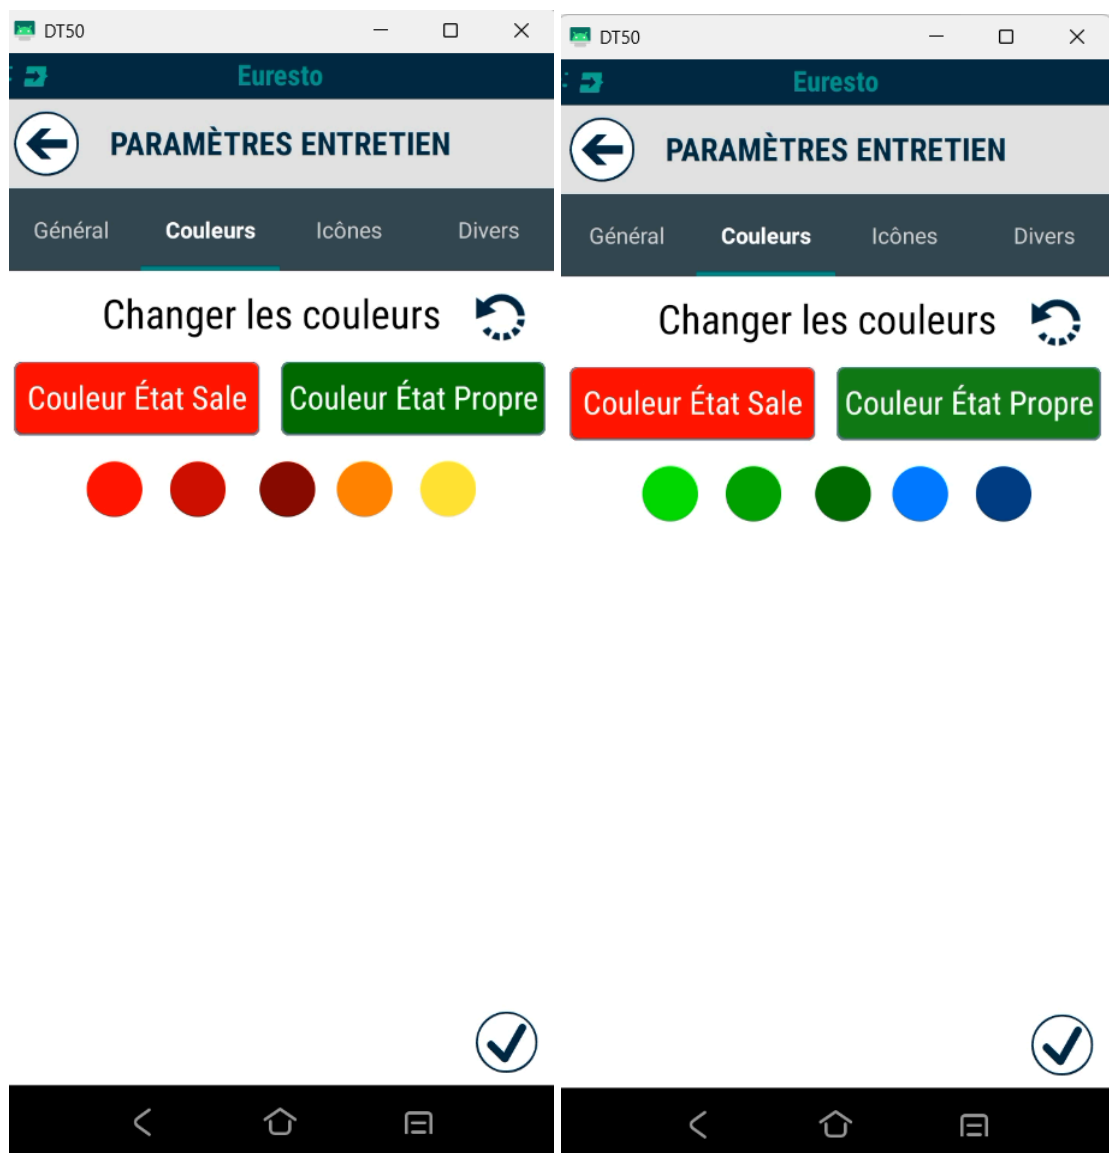 DT50
Euresto
PARAMÈTRES ENTRETIEN
Général Couleurs Icônes Divers
Changer les couleurs
Couleur État Sale Couleur État Propre
DT50
Euresto
PARAMÈTRES ENTRETIEN
Général Couleurs Icônes Divers
Changer les couleurs
Couleur État Sale Couleur État Propre